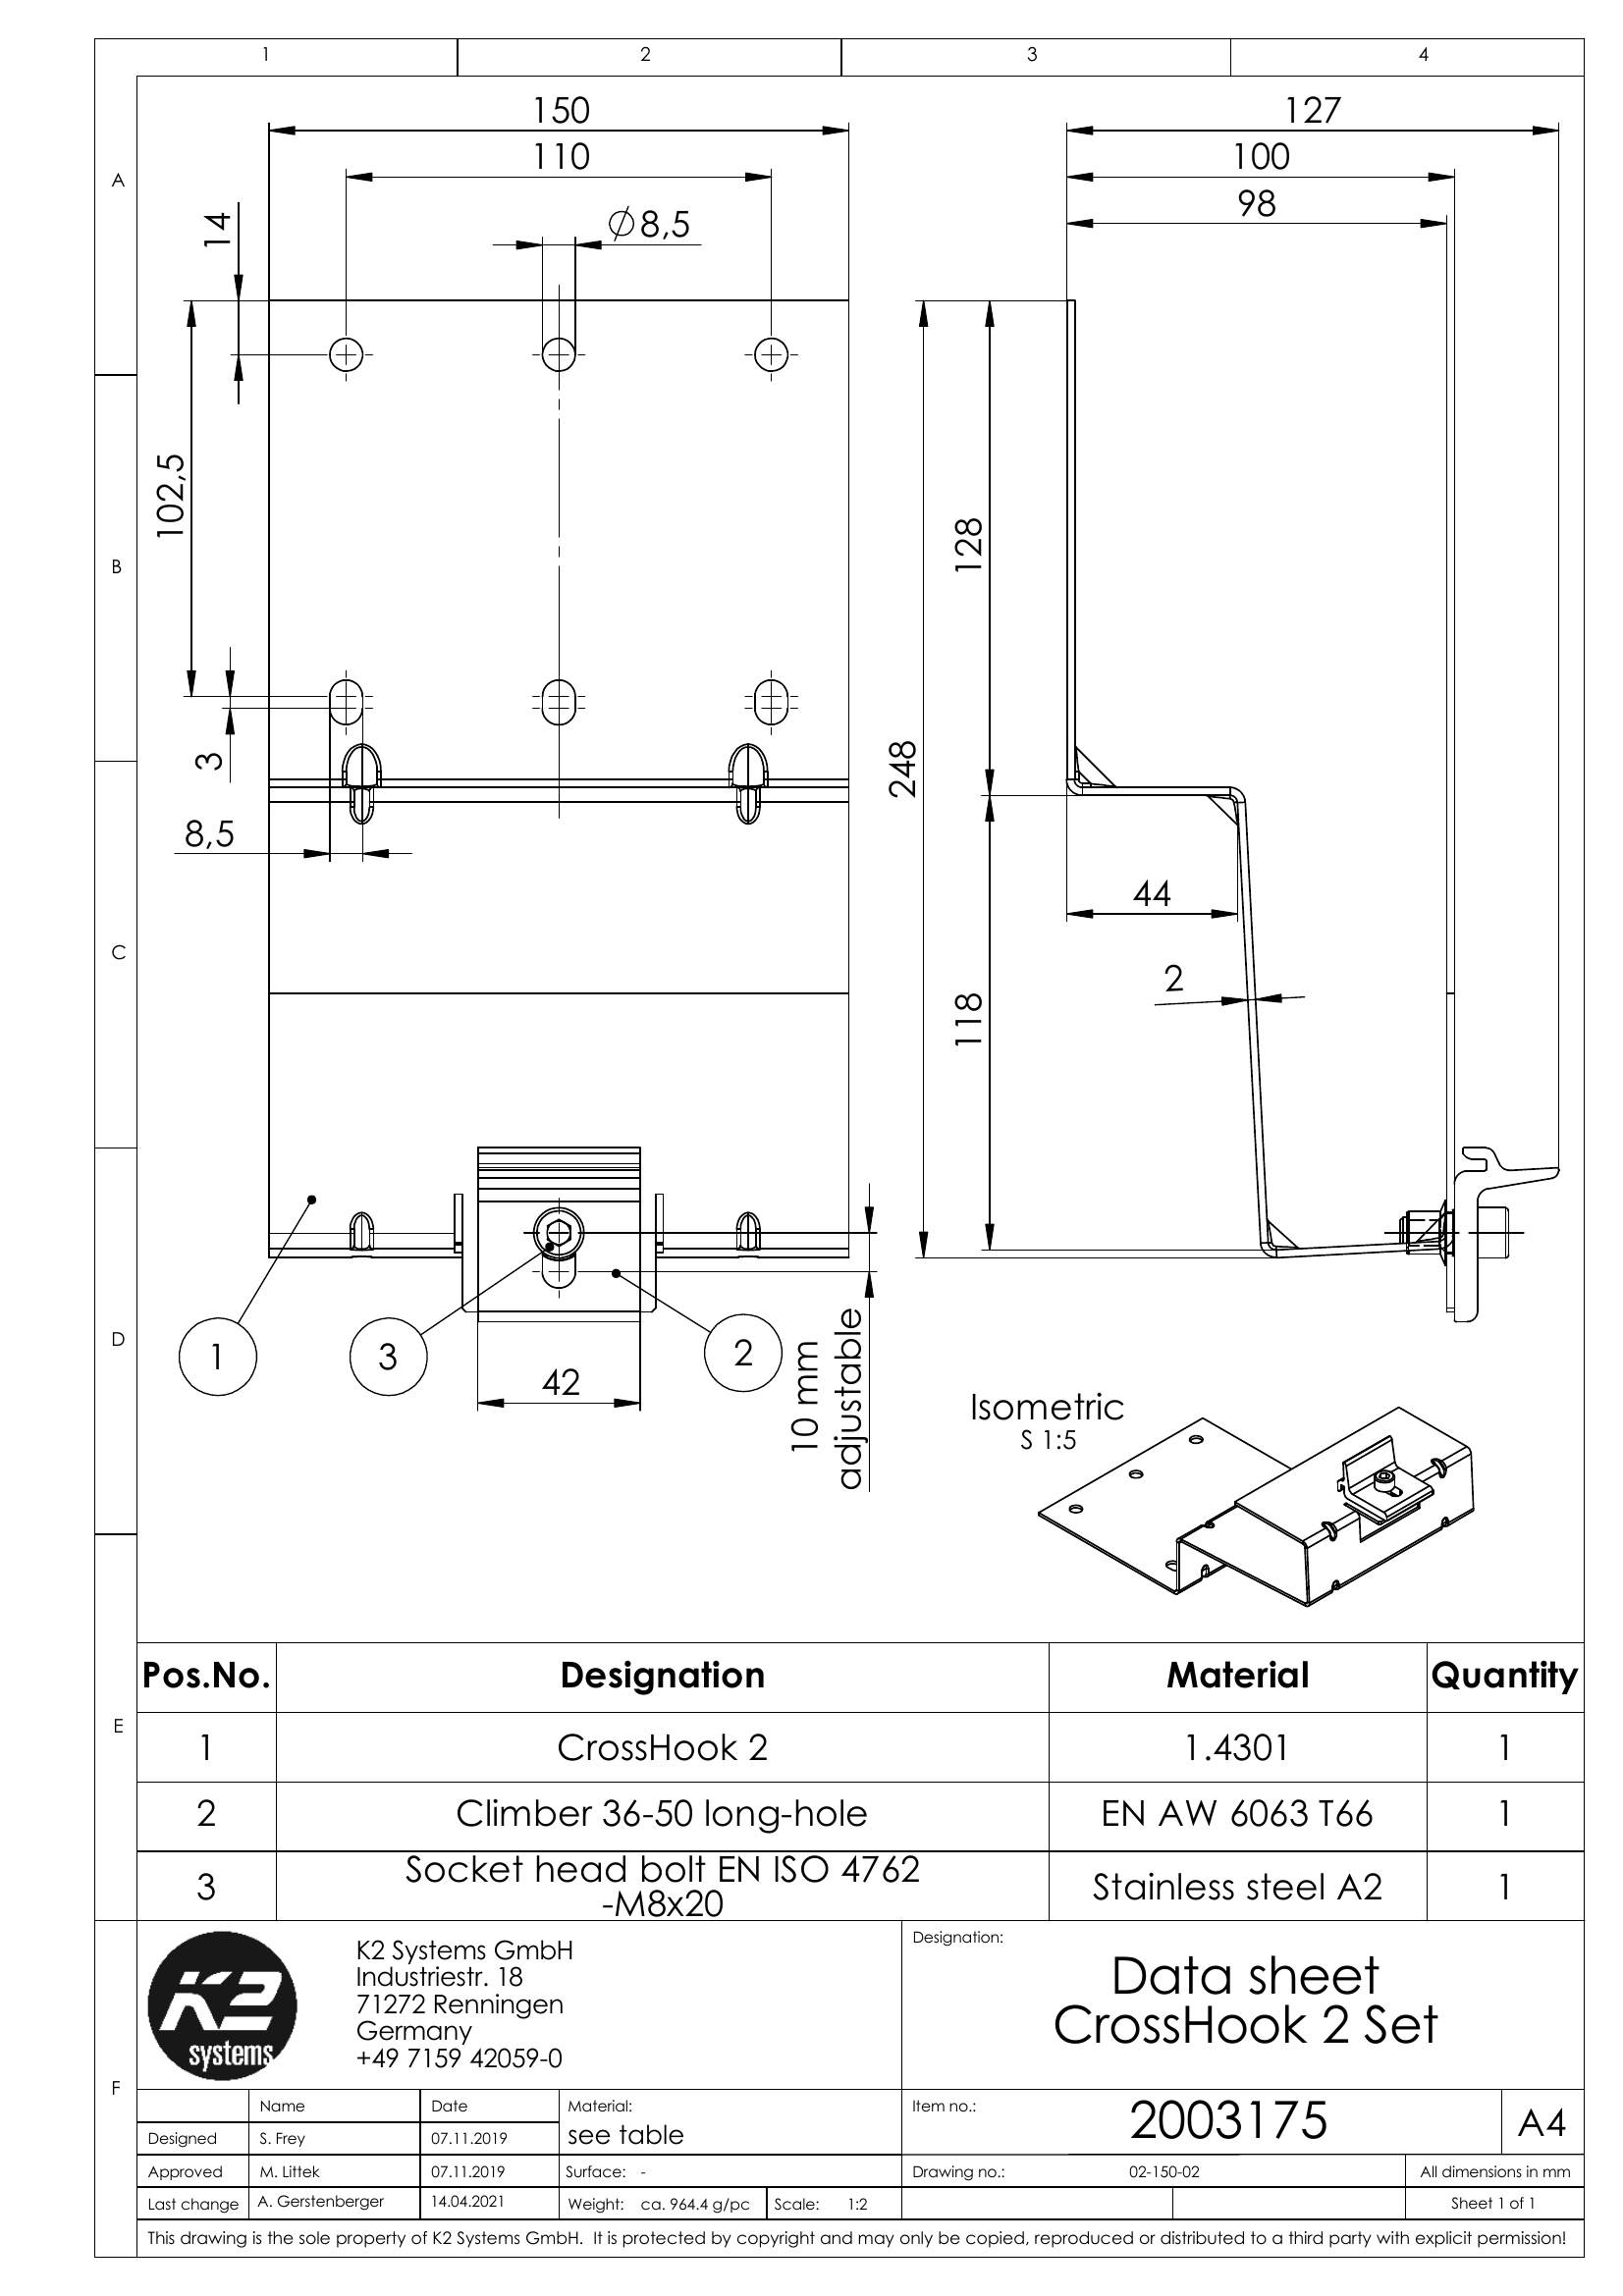 1 2 3 4
A
B
C
D
E
F
150
110
14
⌀8,5
102,5
3
8,5
127
100
98
128
248
44
2
118
1
3
2
42
10 mm
adjustable
Isometric
S 1:5
Pos.No. Designation Material Quantity
1 CrossHook 2 1.4301 1
2 Climber 36-50 long-hole EN AW 6063 T66 1
3 Socket head bolt EN ISO 4762
-M8x20 Stainless steel A2 1
K2
systems
K2 Systems GmbH
Industriestr. 18
71272 Renningen
Germany
+49 7159 42059-0
Designation:
Data sheet
CrossHook 2 Set
Name Date Material:
see table
Item no.: 2003175 A4
Designed S. Frey 07.11.2019
Approved M. Littek 07.11.2019 Surface: - Drawing no.: 02-150-02 All dimensions in mm
Last change A. Gerstenberger 14.04.2021 Weight: ca. 964.4 g/pc Scale: 1:2 Sheet 1 of 1
This drawing is the sole property of K2 Systems GmbH. It is protected by copyright and may only be copied, reproduced or distributed to a third party with explicit permission!